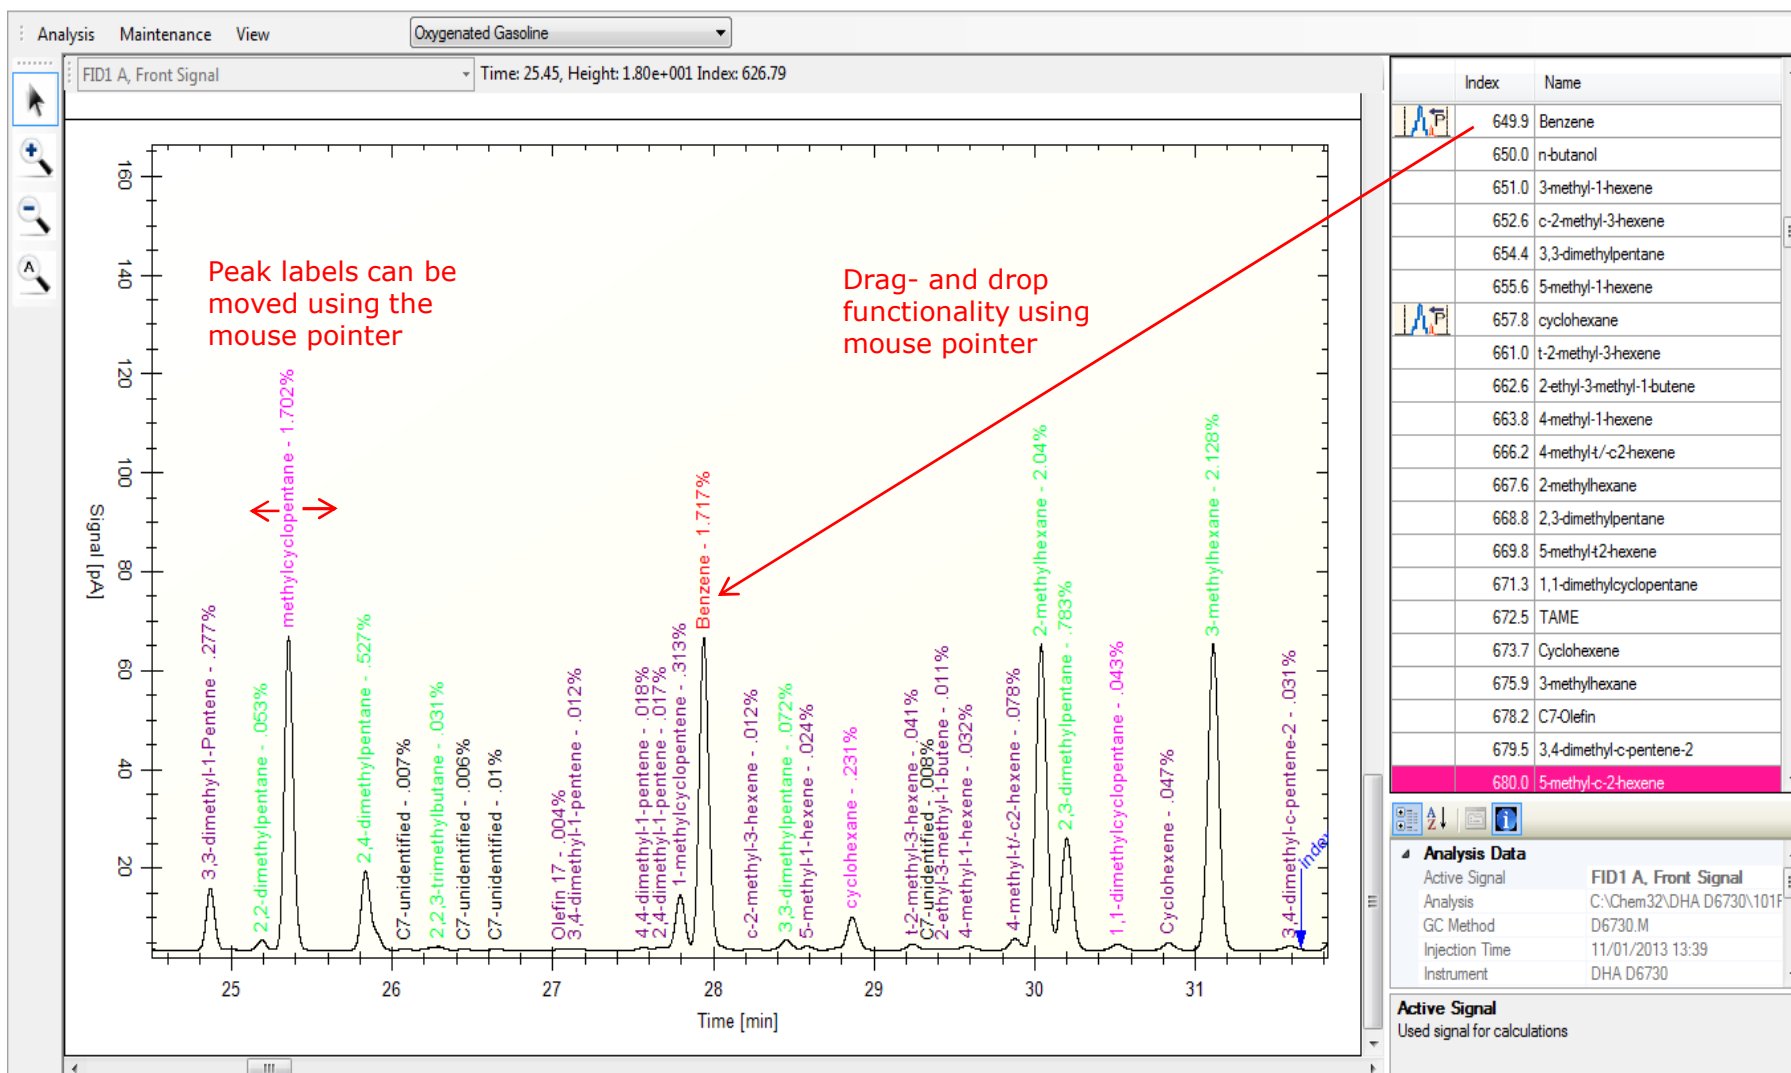 Analysis Maintenance View Oxygenated Gasoline
FID1 A, Front Signal Time: 25.45, Height: 1.80e+001 Index: 626.79
Peak labels can be
moved using the
mouse pointer
Drag- and drop
functionality using
mouse pointer
Signal [pA]
160
140
120
100
80
60
40
20
3,3-dimethyl-1-Pentene - .277%
2,2-dimethylpentane - .053%
methylcyclopentane - 1.702%
2,4-dimethylpentane - .527%
C7-unidentified - .007%
2,2,3-trimethylbutane - .031%
C7-unidentified - .006%
C7-unidentified - .01%
Olefin 17 - .004%
3,4-dimethyl-1-pentene - .012%
4,4-dimethyl-1-pentene - .018%
2,4-dimethyl-1-pentene - .017%
1-methylcyclopentene - .313%
Benzene - 1.717%
c-2-methyl-3-hexene - .012%
3,3-dimethylpentane - .072%
5-methyl-1-hexene - .024%
cyclohexane - .231%
t-2-methyl-3-hexene - .041%
C7-unidentified - .008%
2-ethyl-3-methyl-1-butene - .011%
4-methyl-1-hexene - .032%
4-methyl-t/-c2-hexene - .078%
2-methylhexane - 2.04%
2,3-dimethylpentane - .783%
1,1-dimethylcyclopentane - .043%
Cyclohexene - .047%
3-methylhexane - 2.128%
3,4-dimethyl-c-pentene-2 - .031%
Index
25 26 27 28 29 30 31
Time [min]
Index Name
649.9 Benzene
650.0 n-butanol
651.0 3-methyl-1-hexene
652.6 c-2-methyl-3-hexene
654.4 3,3-dimethylpentane
655.6 5-methyl-1-hexene
657.8 cyclohexane
661.0 t-2-methyl-3-hexene
662.6 2-ethyl-3-methyl-1-butene
663.8 4-methyl-1-hexene
666.2 4-methyl-t/-c2-hexene
667.6 2-methylhexane
668.8 2,3-dimethylpentane
669.8 5-methyl-t2-hexene
671.3 1,1-dimethylcyclopentane
672.5 TAME
673.7 Cyclohexene
675.9 3-methylhexane
678.2 C7-Olefin
679.5 3,4-dimethyl-c-pentene-2
680.0 5-methyl-c-2-hexene
Analysis Data
Active Signal FID1 A, Front Signal
Analysis C:\Chem32\DHA D6730\101F
GC Method D6730.M
Injection Time 11/01/2013 13:39
Instrument DHA D6730
Active Signal
Used signal for calculations